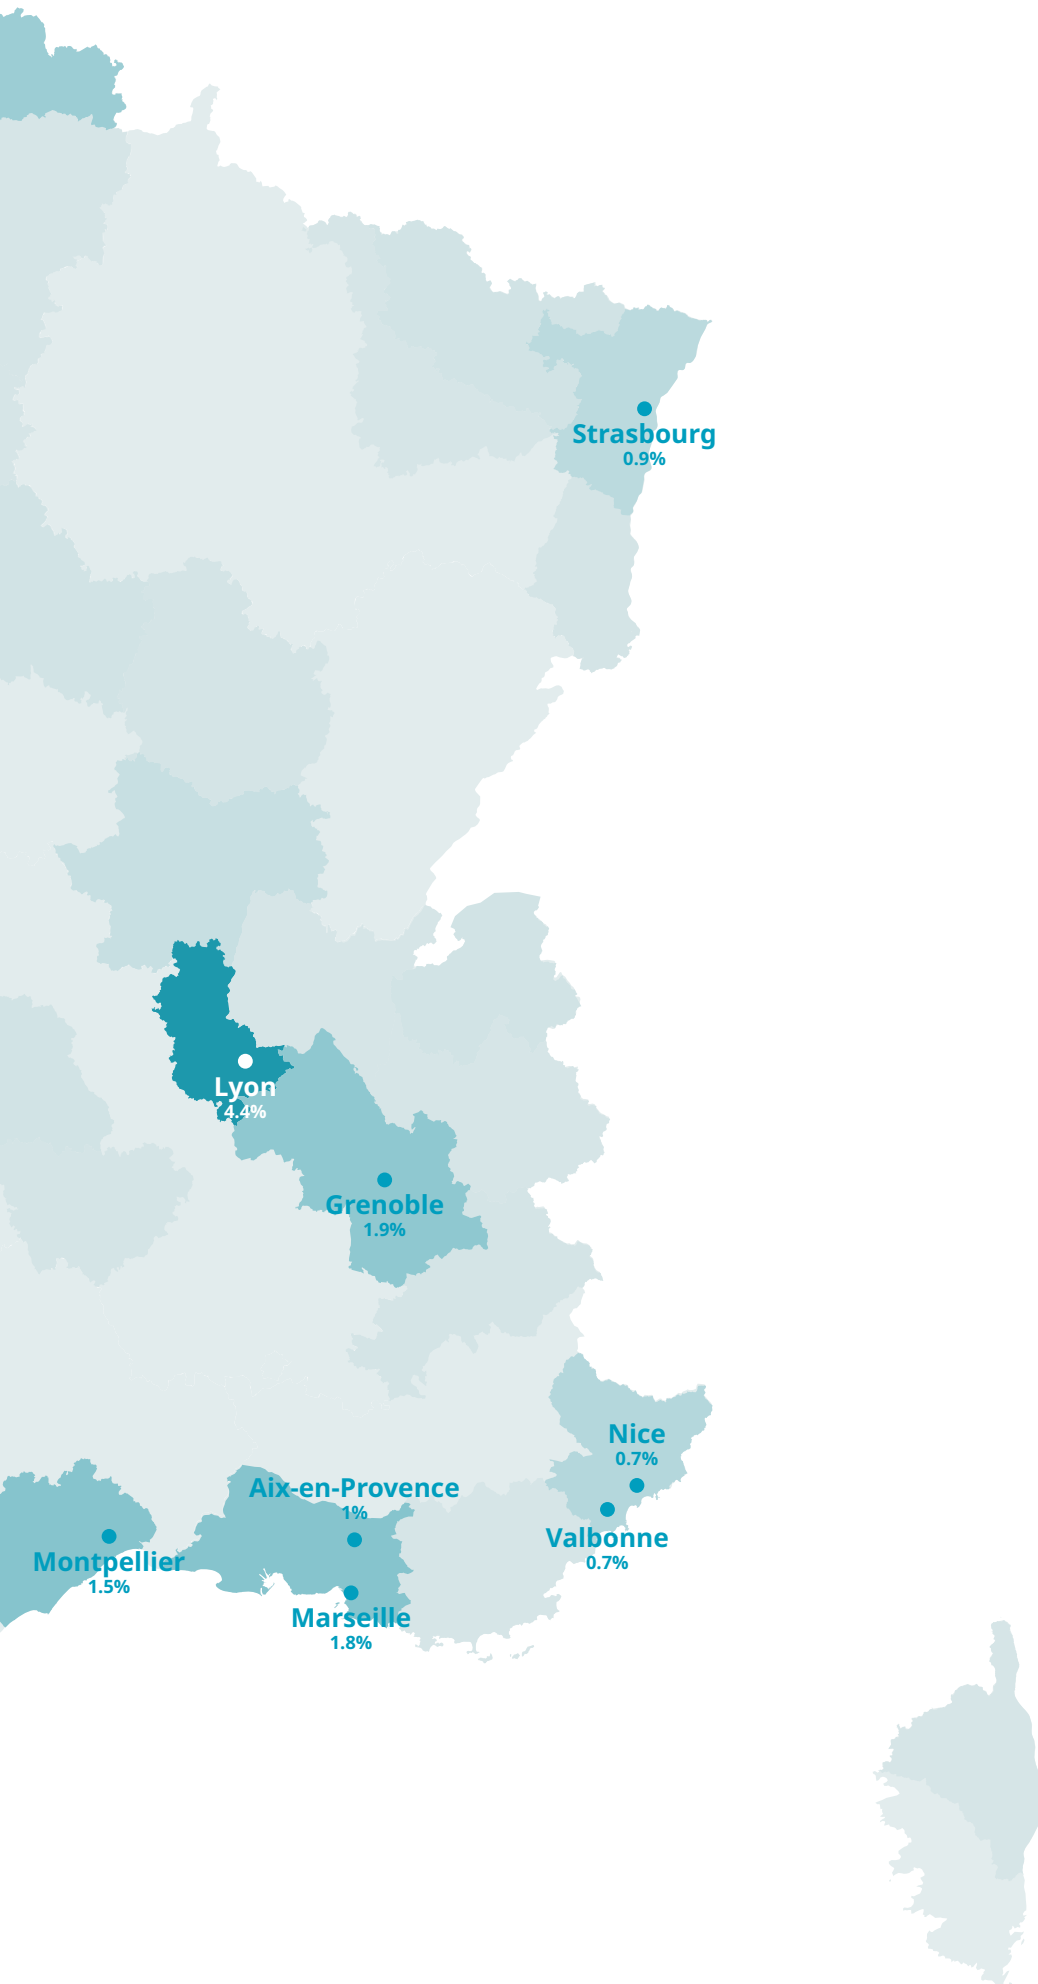 Strasbourg
0.9%
Lyon
4.4%
Grenoble
1.9%
Nice
0.7%
Aix-en-Provence
1%
Valbonne
0.7%
Montpellier
1.5%
Marseille
1.8%